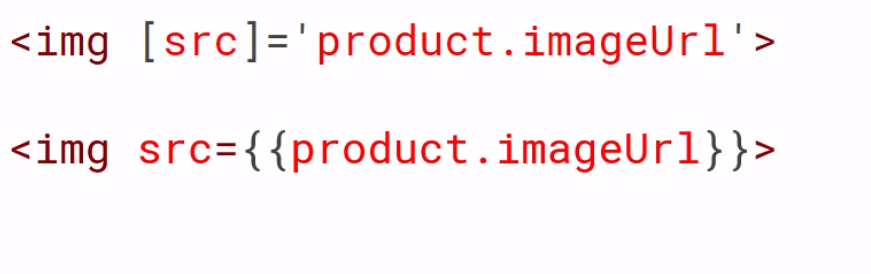 <img [src]='product.imageUrl'>
<img src={{product.imageUrl}}>